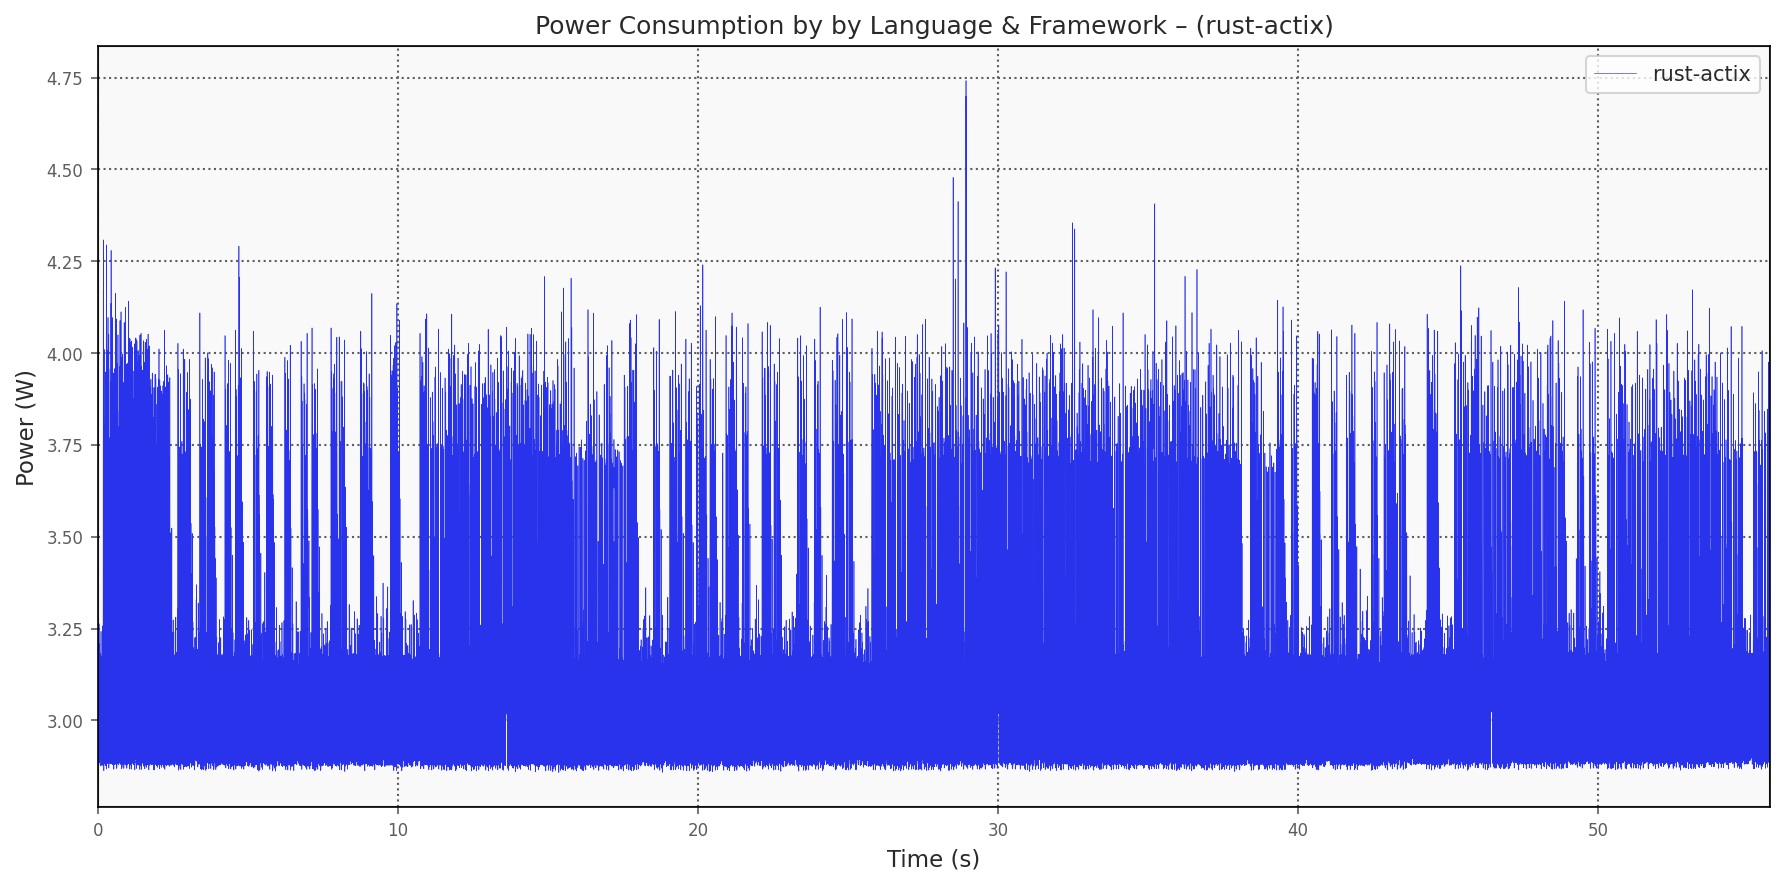 Power Consumption by by Language & Framework – (rust-actix)
rust-actix
4.75
4.50
4.25
4.00
3.75
3.50
3.25
3.00
Power (W)
0 10 20 30 40 50
Time (s)